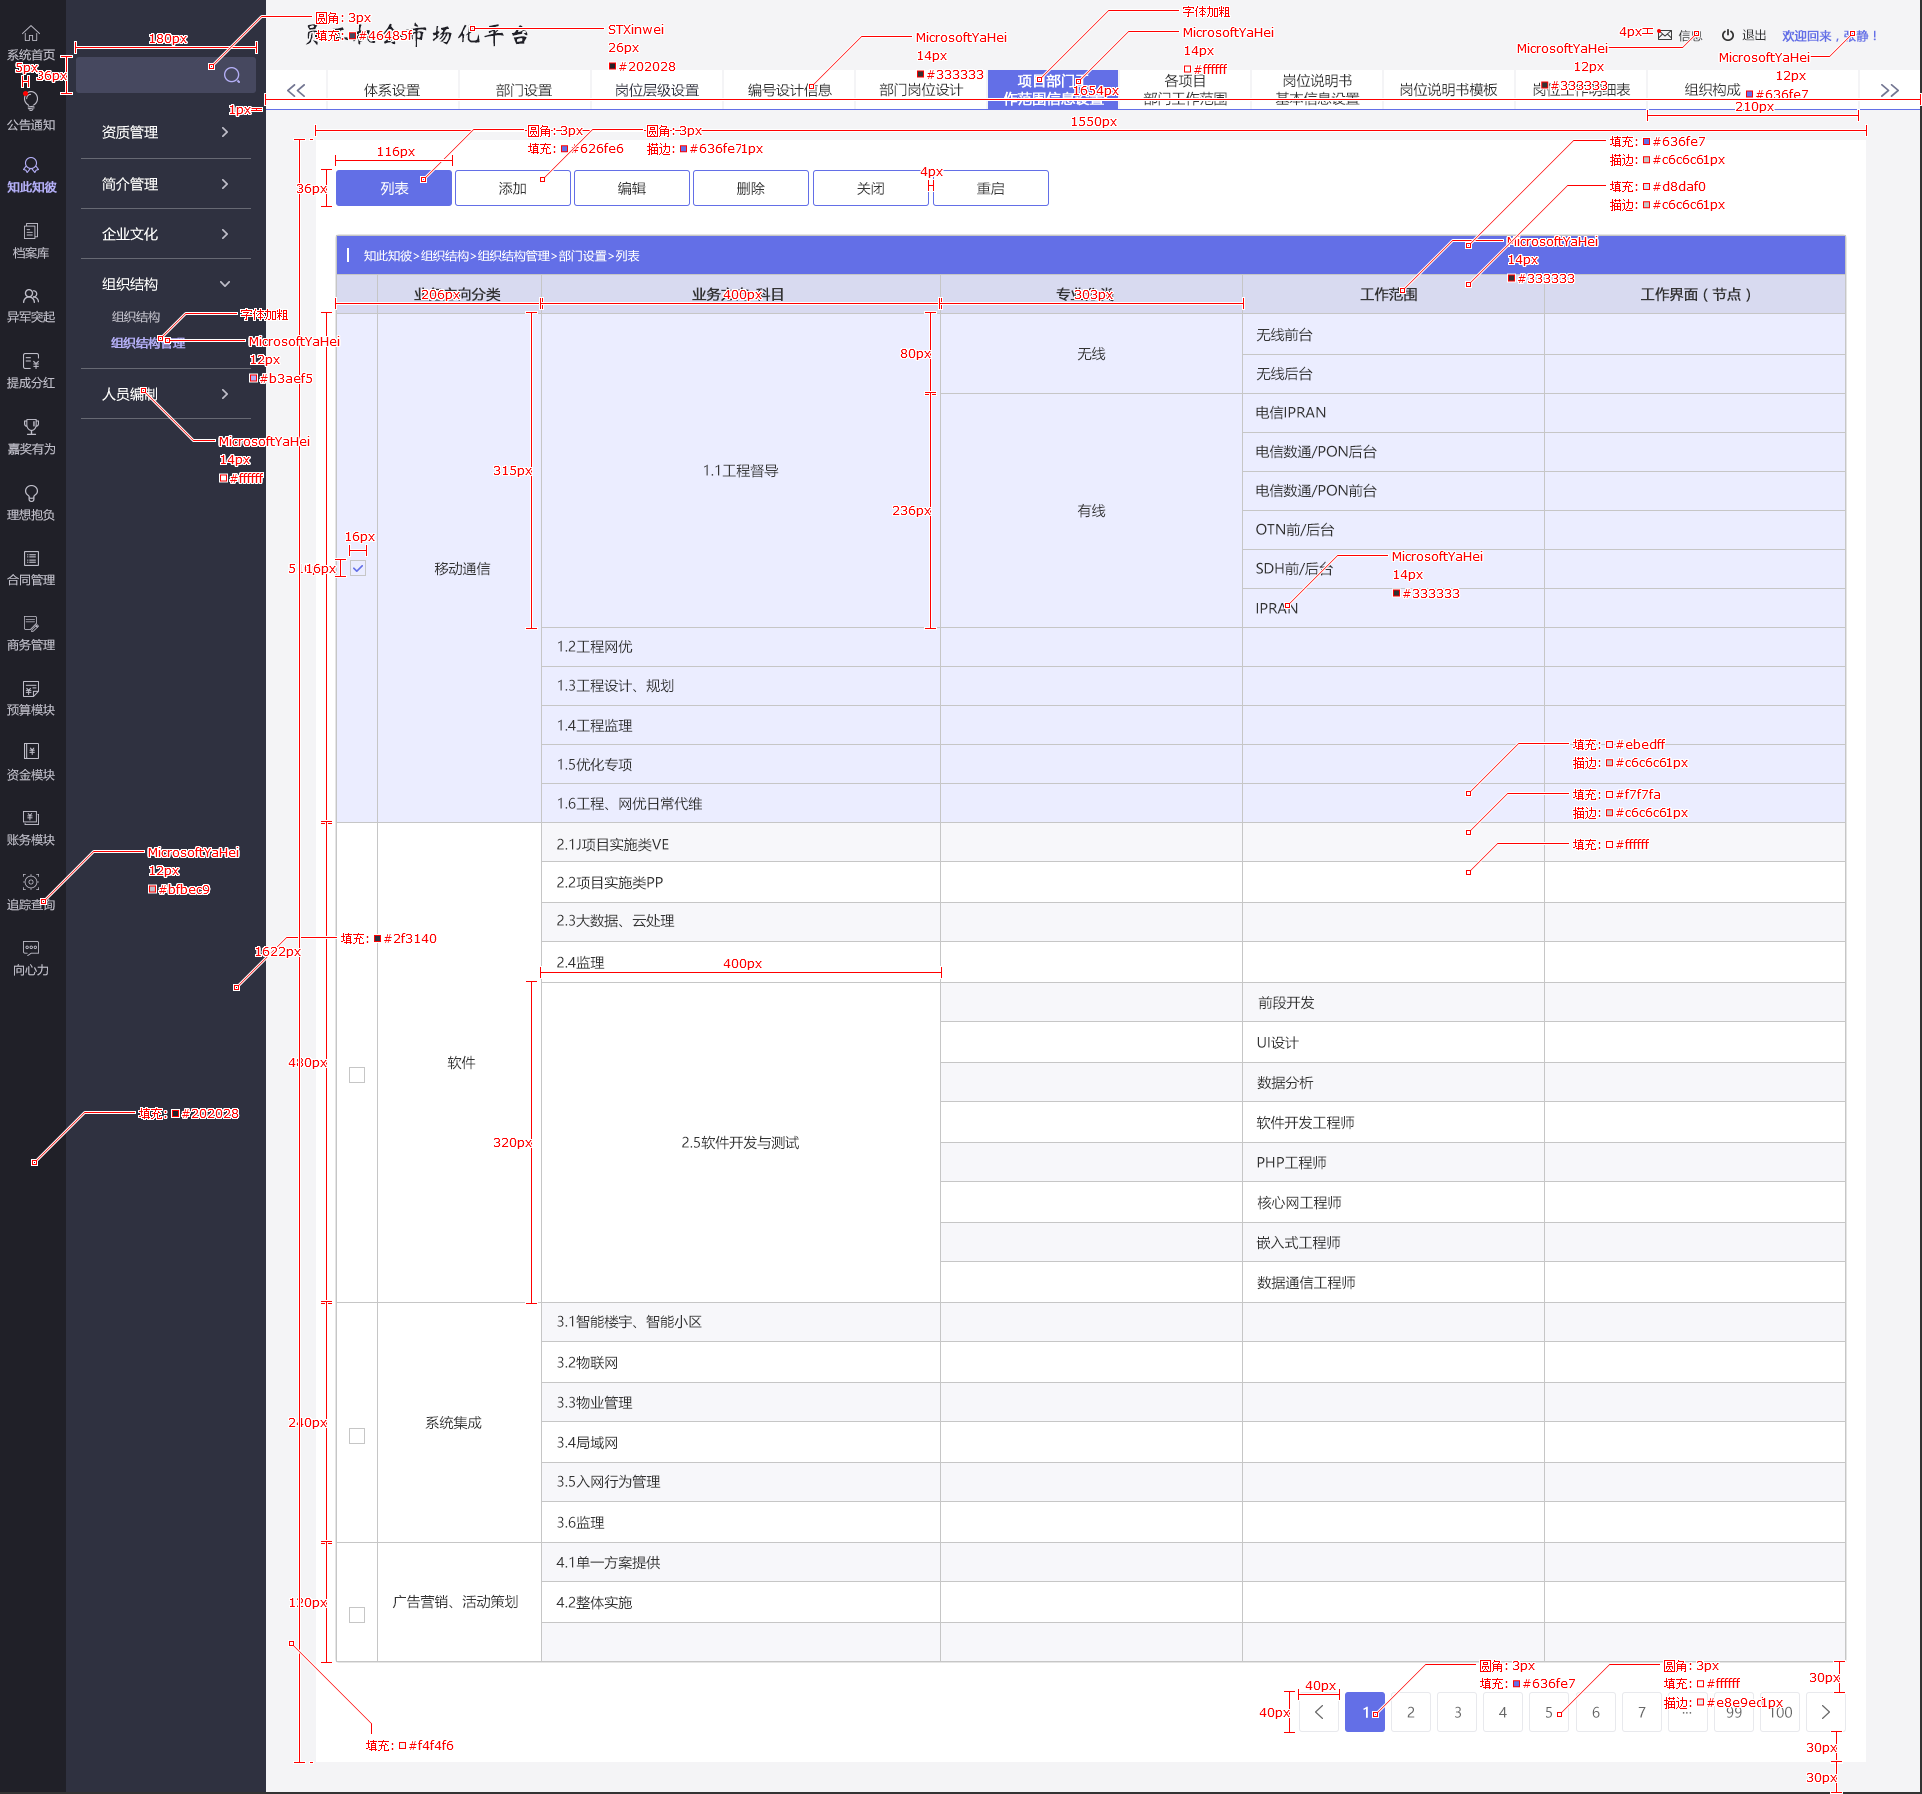 圆角: 3px
填充: #46485f
STXinwei
26px
#202028
MicrosoftYaHei
14px
#333333
字体加粗
MicrosoftYaHei
14px
#ffffff
4px
信息
退出
欢迎回来，张静！
MicrosoftYaHei
12px
#333333
MicrosoftYaHei
12px
#636fe7
系统首页
180px
5px
36px
1px
体系设置
部门设置
岗位层级设置
编号设计信息
部门岗位设计
项目部门工
作范围信息设置
1654px
各项目
部门工作范围
岗位说明书
基本信息设置
岗位说明书模板
岗位工作明细表
组织构成
210px
1550px
公告通知
知此知彼
档案库
异军突起
提成分红
嘉奖有为
理想抱负
合同管理
商务管理
预算模块
资金模块
账务模块
追踪查询
向心力
资质管理
简介管理
企业文化
组织结构
组织结构
组织结构管理
人员编制
字体加粗
MicrosoftYaHei
12px
#b3aef5
MicrosoftYaHei
14px
#ffffff
MicrosoftYaHei
12px
#bfbec9
填充: #2f3140
1622px
填充: #202028
116px
36px
圆角: 3px
填充: #626fe6
圆角: 3px
描边: #636fe71px
4px
列表
添加
编辑
删除
关闭
重启
填充: #636fe7
描边: #c6c6c61px
填充: #d8daf0
描边: #c6c6c61px
知此知彼>组织结构>组织结构管理>部门设置>列表
MicrosoftYaHei
14px
#333333
206px
400px
303px
工作范围
工作界面（节点）
315px
80px
236px
16px
16px
移动通信
1.1工程督导
无线
无线前台
无线后台
有线
电信IPRAN
电信数通/PON后台
电信数通/PON前台
OTN前/后台
SDH前/后台
IPRAN
MicrosoftYaHei
14px
#333333
1.2工程网优
1.3工程设计、规划
1.4工程监理
1.5优化专项
1.6工程、网优日常代维
填充: #ebedff
描边: #c6c6c61px
填充: #f7f7fa
描边: #c6c6c61px
填充: #ffffff
480px
软件
2.1J项目实施类VE
2.2项目实施类PP
2.3大数据、云处理
2.4监理
400px
320px
2.5软件开发与测试
前段开发
UI设计
数据分析
软件开发工程师
PHP工程师
核心网工程师
嵌入式工程师
数据通信工程师
240px
系统集成
3.1智能楼宇、智能小区
3.2物联网
3.3物业管理
3.4局域网
3.5入网行为管理
3.6监理
120px
广告营销、活动策划
4.1单一方案提供
4.2整体实施
填充: #f4f4f6
40px
40px
圆角: 3px
填充: #636fe7
圆角: 3px
填充: #ffffff
描边: #e8e9ec1px
30px
1 2 3 4 5 6 7 ... 99 100
30px
30px